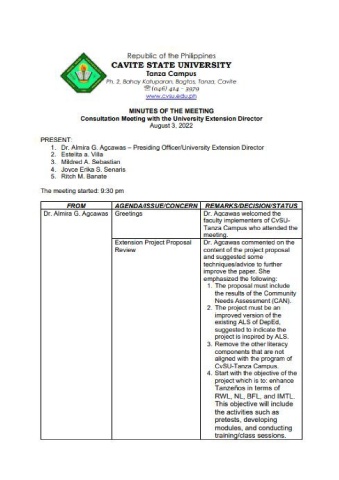 Republic of the Philippines
CAVITE STATE UNIVERSITY
Tanza Campus
Ph. 2, Bahay Katuparan, Bagtas, Tanza, Cavite
☏ (046) 414 - 3979
www.cvsu.edu.ph
MINUTES OF THE MEETING
Consultation Meeting with the University Extension Director
August 3, 2022
PRESENT:
1. Dr. Almira G. Agcawas – Presiding Officer/University Extension Director
2. Estelita a. Villa
3. Mildred A. Sebastian
4. Joyce Erika S. Senaris
5. Ritch M. Banate
The meeting started: 9:30 pm
FROM AGENDA/ISSUE/CONCERN REMARKS/DECISION/STATUS
Dr. Almira G. Agcawas Greetings Dr. Agcawas welcomed the
faculty implementers of CvSU-
Tanza Campus who attended the
meeting.
Extension Project Proposal
Review
Dr. Agcawas commented on the
content of the project proposal
and suggested some
techniques/advice to further
improve the paper. She
emphasized the following:
1. The proposal must include
the results of the Community
Needs Assessment (CAN).
2. The project must be an
improved version of the
existing ALS of DepEd,
suggested to indicate the
project is inspired by ALS.
3. Remove the other literacy
components that are not
aligned with the program of
CvSU-Tanza Campus.
4. Start with the objective of the
project which is to: enhance
Tanzeños in terms of
RWL, NL, BFL, and IMTL.
This objective will include
the activities such as
pretests, developing
modules, and conducting
training/class sessions.